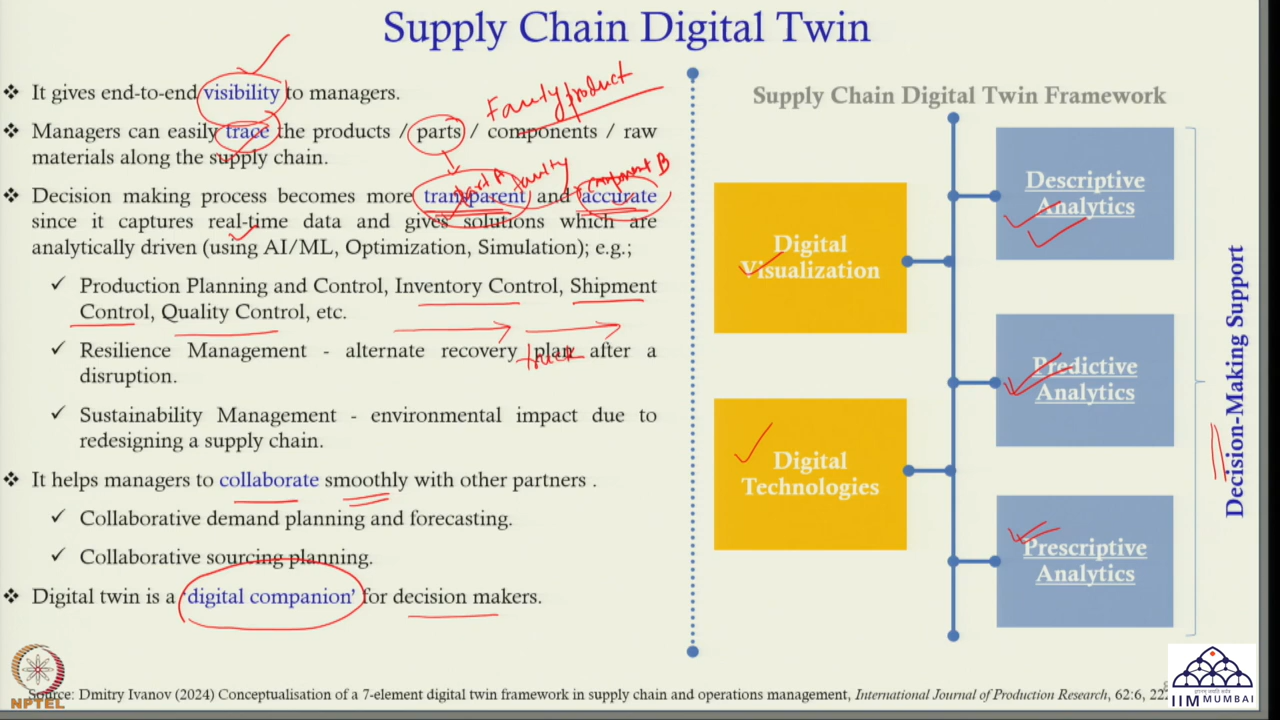 Supply Chain Digital Twin
❖ It gives end-to-end visibility to managers.
Faulty product
❖ Managers can easily trace the products / parts / components / raw
materials along the supply chain.
Part A faulty
component B
❖ Decision making process becomes more transparent and accurate
since it captures real-time data and gives solutions which are
analytically driven (using AI/ML, Optimization, Simulation); e.g.;
✓ Production Planning and Control, Inventory Control, Shipment
Control, Quality Control, etc.
✓ Resilience Management - alternate recovery plan after a
truck
disruption.
✓ Sustainability Management - environmental impact due to
redesigning a supply chain.
❖ It helps managers to collaborate smoothly with other partners .
✓ Collaborative demand planning and forecasting.
✓ Collaborative sourcing planning.
❖ Digital twin is a 'digital companion' for decision makers.
Supply Chain Digital Twin Framework
Digital
Visualization
Digital
Technologies
Descriptive
Analytics
Predictive
Analytics
Prescriptive
Analytics
Decision-Making Support
Source: Dmitry Ivanov (2024) Conceptualisation of a 7-element digital twin framework in supply chain and operations management, International Journal of Production Research, 62:6, 22
NPTEL
IIM MUMBAI